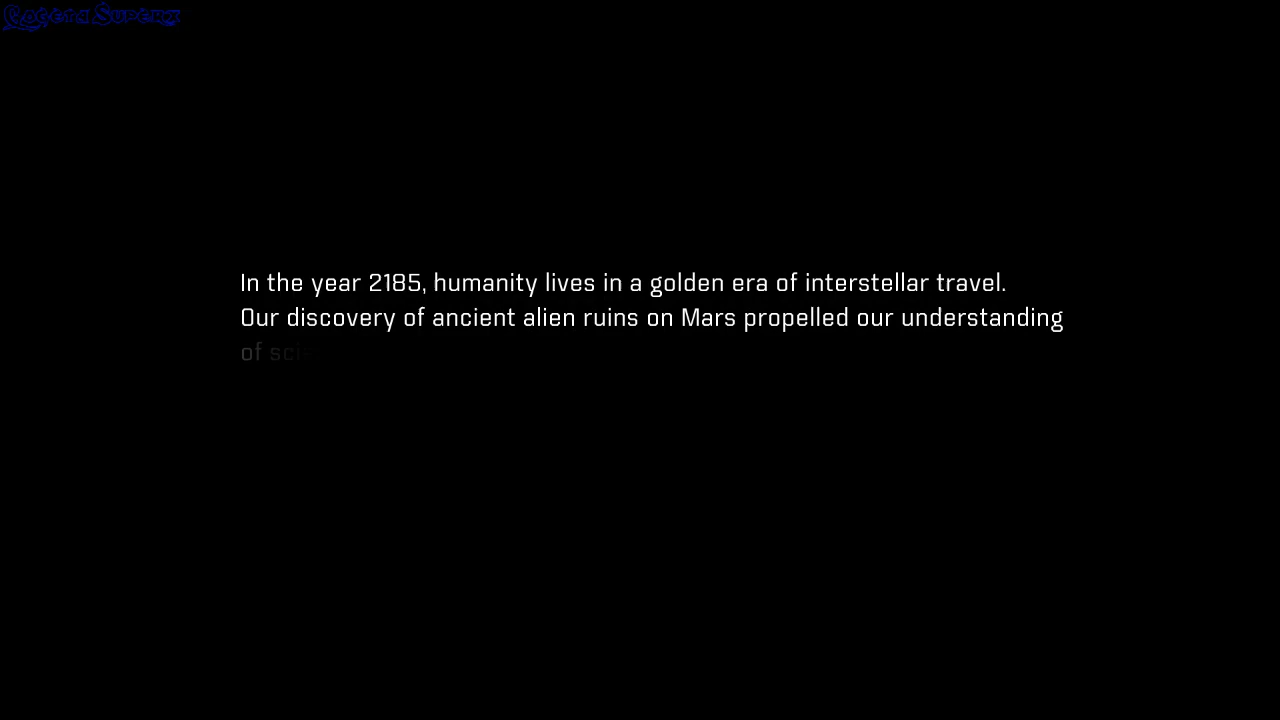 In the year 2185, humanity lives in a golden era of interstellar travel.
Our discovery of ancient alien ruins on Mars propelled our understanding
of